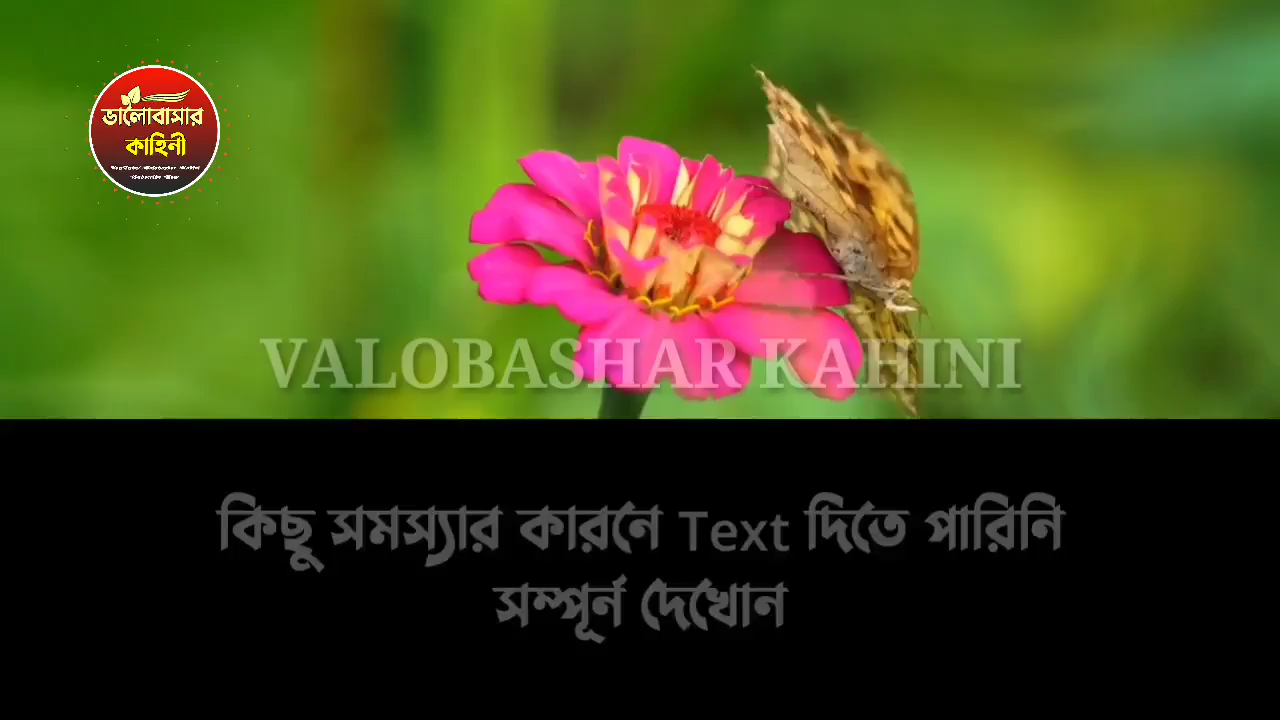 ভালোবাসার
কাহিনী
VALOBASHAR KAHINI
কিছু সমস্যার কারনে Text দিতে পারিনি
সম্পূর্ন দেখোন